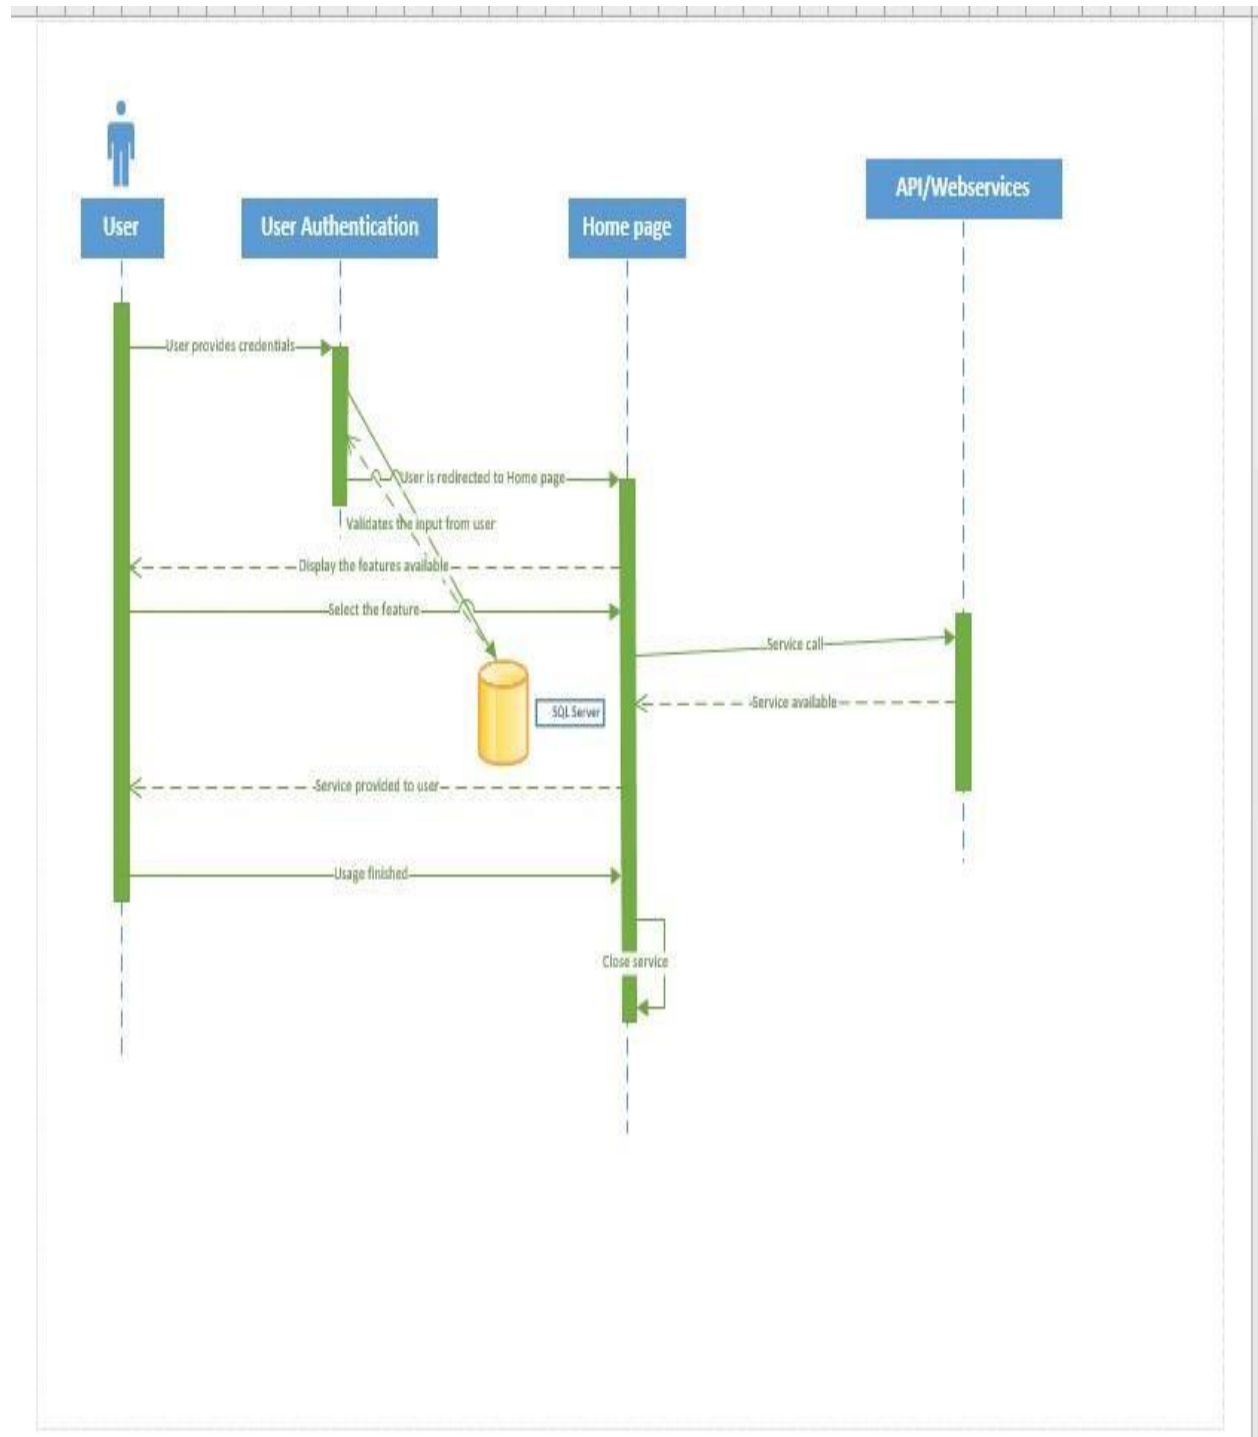 API/Webservices
User
User Authentication
Home page
User provides credentials
User is redirected to Home page
Validates the input from user
Display the features available
Select the feature
Service call
Service available
SQL Server
Service provided to user
Usage finished
Close service